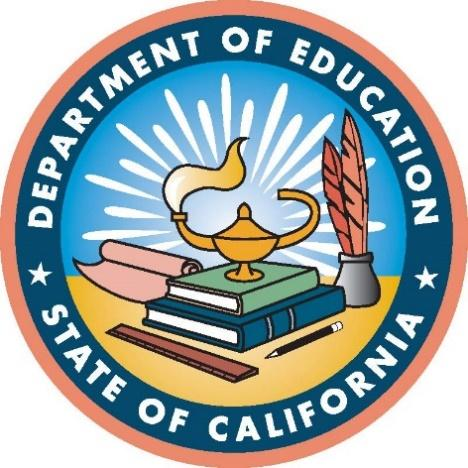 DEPARTMENT OF EDUCATION
STATE OF CALIFORNIA